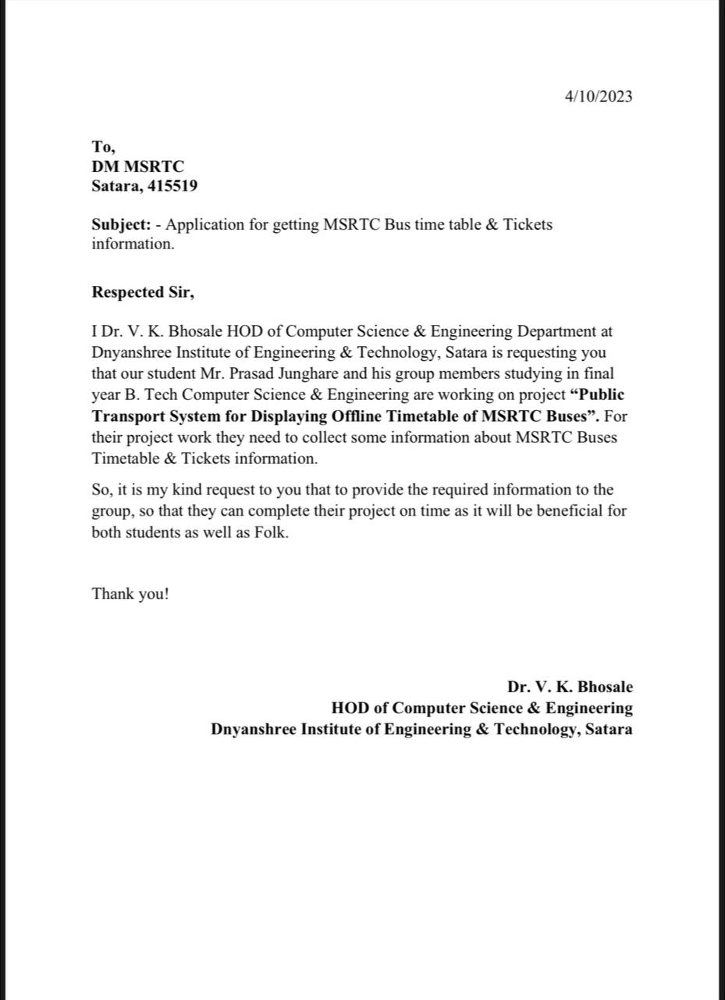 4/10/2023
To,
DM MSRTC
Satara, 415519
Subject: - Application for getting MSRTC Bus time table & Tickets
information.
Respected Sir,
I Dr. V. K. Bhosale HOD of Computer Science & Engineering Department at
Dnyanshree Institute of Engineering & Technology, Satara is requesting you
that our student Mr. Prasad Junghare and his group members studying in final
year B. Tech Computer Science & Engineering are working on project “Public
Transport System for Displaying Offline Timetable of MSRTC Buses”. For
their project work they need to collect some information about MSRTC Buses
Timetable & Tickets information.
So, it is my kind request to you that to provide the required information to the
group, so that they can complete their project on time as it will be beneficial for
both students as well as Folk.
Thank you!
Dr. V. K. Bhosale
HOD of Computer Science & Engineering
Dnyanshree Institute of Engineering & Technology, Satara